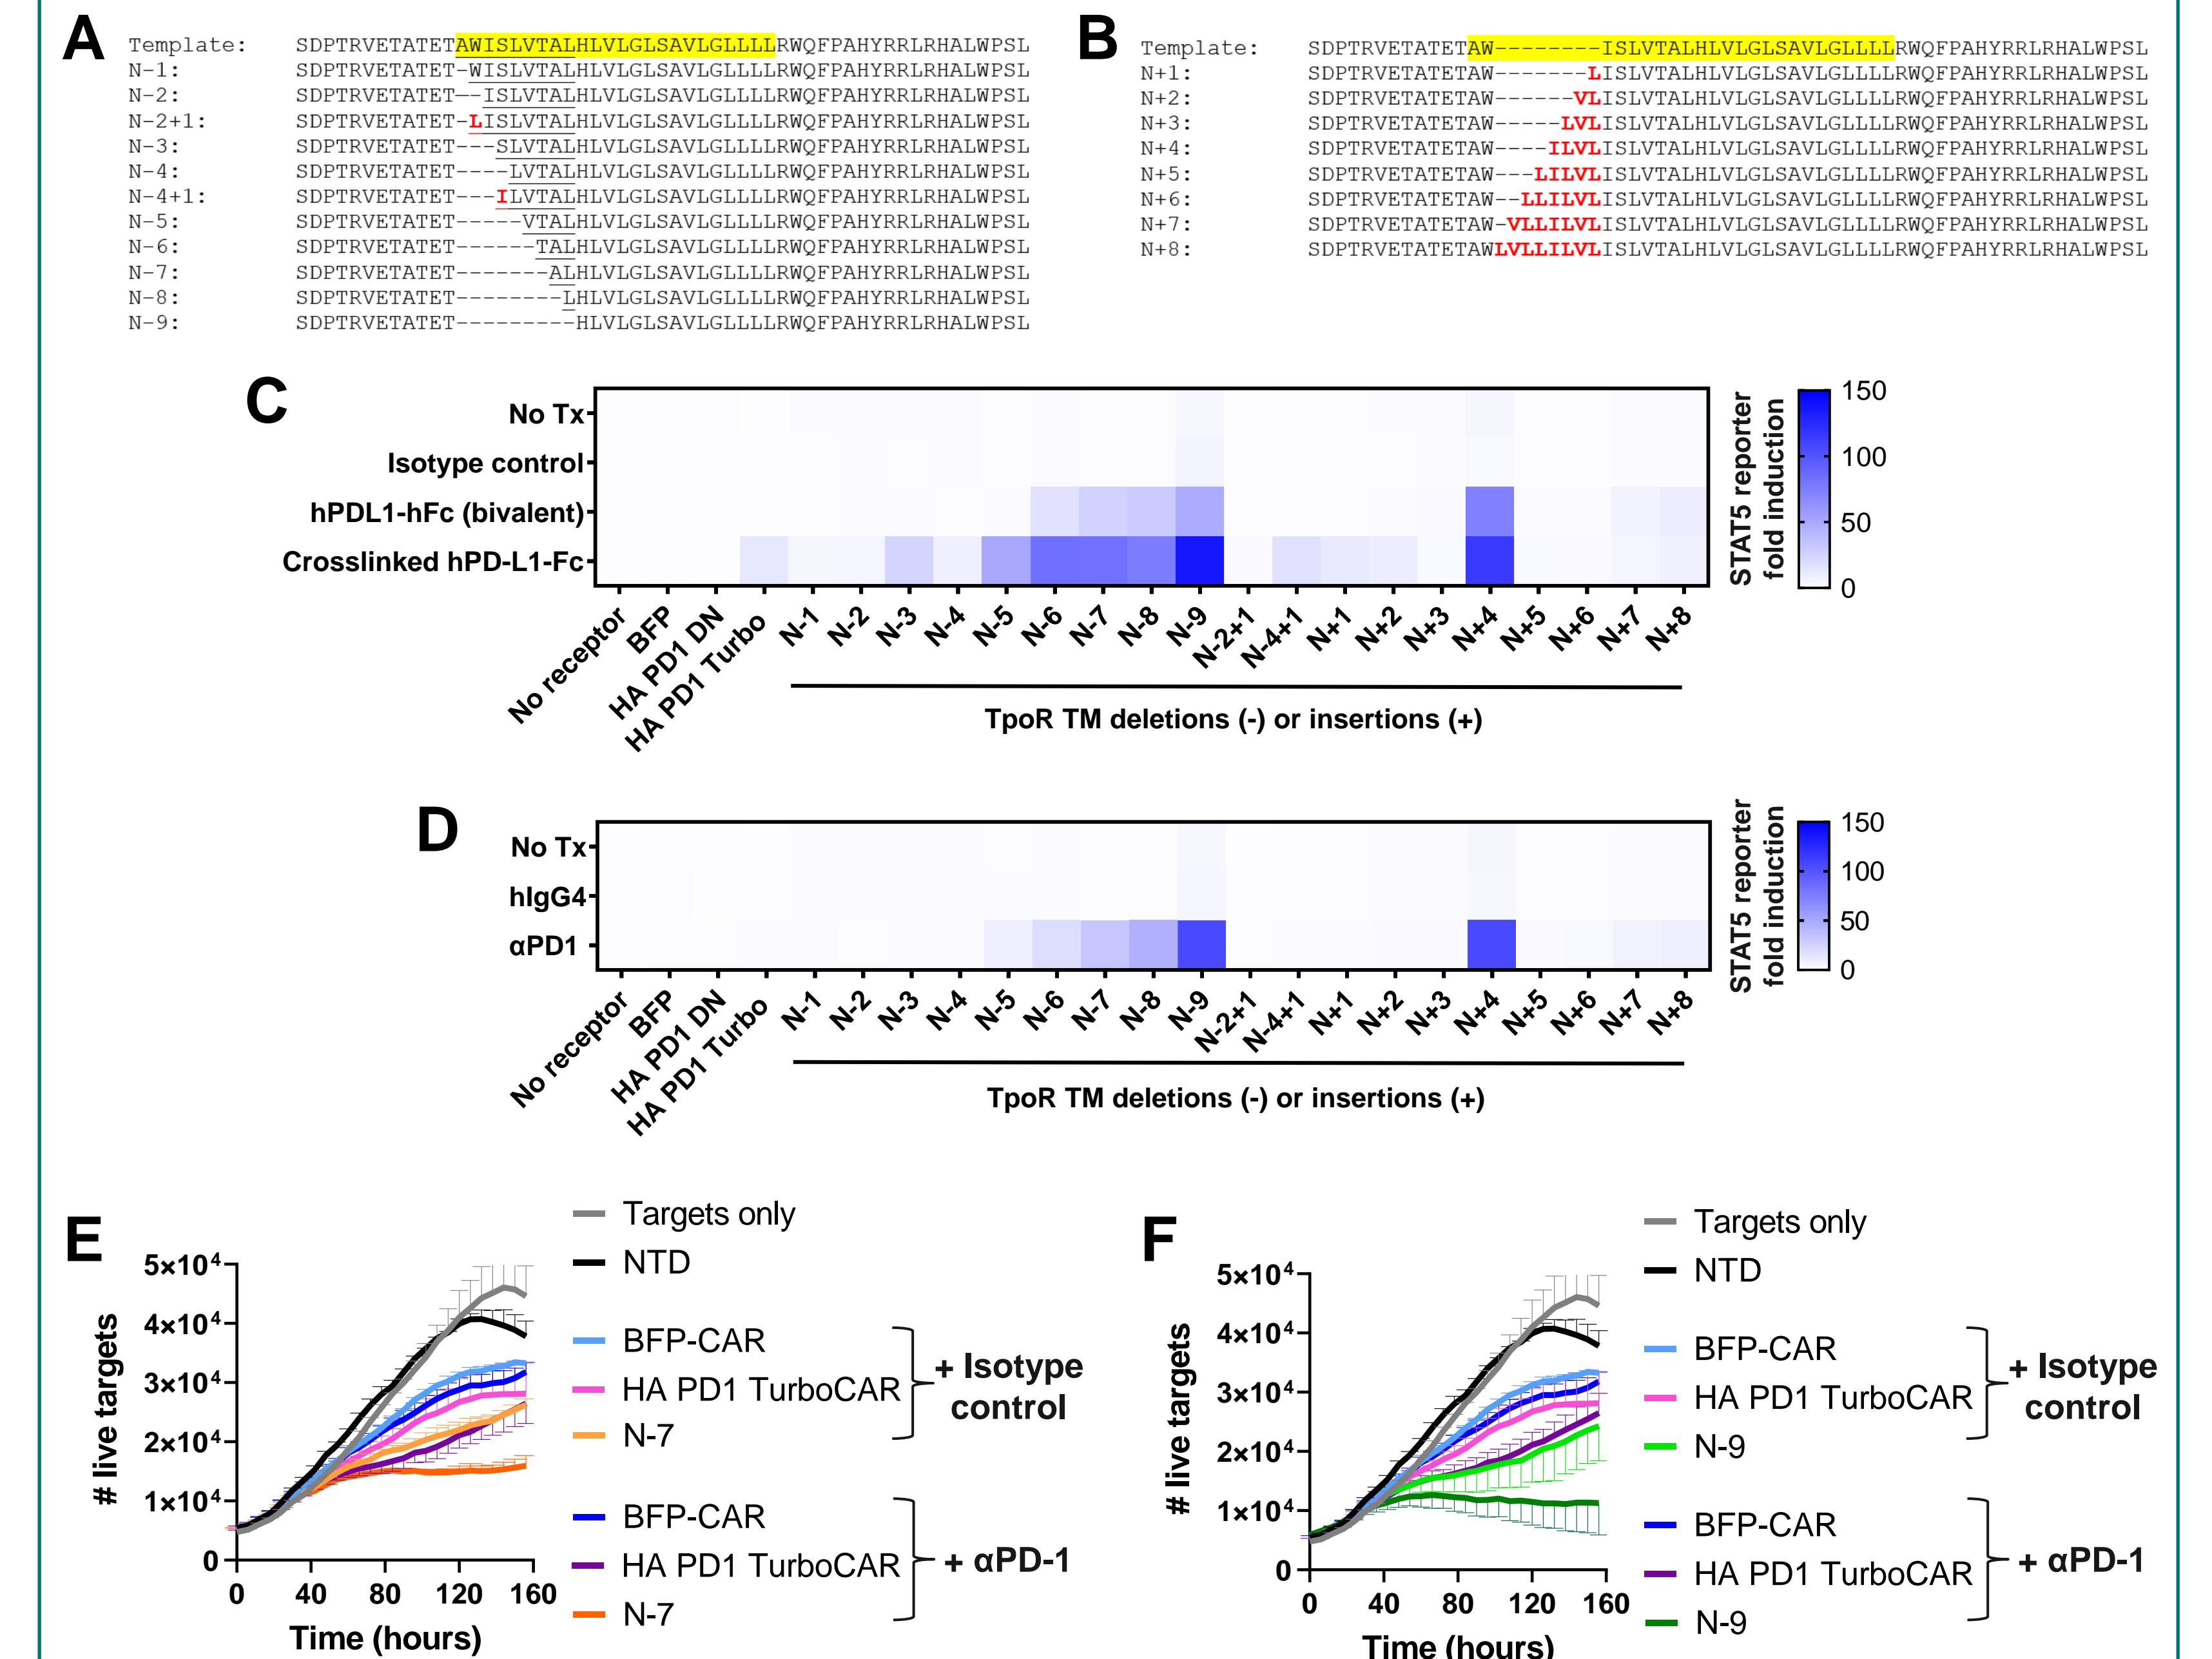 A
Template: SDPTRVETATETAWISLVTALHLVLGLSAVLGLLLLRWQFPAHYRRLRHALWPSL
N-1: SDPTRVETATET-WISLVTALHLVLGLSAVLGLLLLRWQFPAHYRRLRHALWPSL
N-2: SDPTRVETATET--ISLVTALHLVLGLSAVLGLLLLRWQFPAHYRRLRHALWPSL
N-2+1: SDPTRVETATET-LISLVTALHLVLGLSAVLGLLLLRWQFPAHYRRLRHALWPSL
N-3: SDPTRVETATET---SLVTALHLVLGLSAVLGLLLLRWQFPAHYRRLRHALWPSL
N-4: SDPTRVETATET----LVTALHLVLGLSAVLGLLLLRWQFPAHYRRLRHALWPSL
N-4+1: SDPTRVETATET---ILVTALHLVLGLSAVLGLLLLRWQFPAHYRRLRHALWPSL
N-5: SDPTRVETATET-----VTALHLVLGLSAVLGLLLLRWQFPAHYRRLRHALWPSL
N-6: SDPTRVETATET------TALHLVLGLSAVLGLLLLRWQFPAHYRRLRHALWPSL
N-7: SDPTRVETATET-------ALHLVLGLSAVLGLLLLRWQFPAHYRRLRHALWPSL
N-8: SDPTRVETATET--------LHLVLGLSAVLGLLLLRWQFPAHYRRLRHALWPSL
N-9: SDPTRVETATET---------HLVLGLSAVLGLLLLRWQFPAHYRRLRHALWPSL
B
Template: SDPTRVETATETAW--------ISLVTALHLVLGLSAVLGLLLLRWQFPAHYRRLRHALWPSL
N+1: SDPTRVETATETAW-------LISLVTALHLVLGLSAVLGLLLLRWQFPAHYRRLRHALWPSL
N+2: SDPTRVETATETAW------VLISLVTALHLVLGLSAVLGLLLLRWQFPAHYRRLRHALWPSL
N+3: SDPTRVETATETAW-----LVLISLVTALHLVLGLSAVLGLLLLRWQFPAHYRRLRHALWPSL
N+4: SDPTRVETATETAW----ILVLISLVTALHLVLGLSAVLGLLLLRWQFPAHYRRLRHALWPSL
N+5: SDPTRVETATETAW---LILVLISLVTALHLVLGLSAVLGLLLLRWQFPAHYRRLRHALWPSL
N+6: SDPTRVETATETAW--LLILVLISLVTALHLVLGLSAVLGLLLLRWQFPAHYRRLRHALWPSL
N+7: SDPTRVETATETAW-VLLILVLISLVTALHLVLGLSAVLGLLLLRWQFPAHYRRLRHALWPSL
N+8: SDPTRVETATETAWLVLLILVLISLVTALHLVLGLSAVLGLLLLRWQFPAHYRRLRHALWPSL
C
No Tx
Isotype control
hPDL1-hFc (bivalent)
Crosslinked hPD-L1-Fc
No receptor BFP HA PD1 DN HA PD1 Turbo N-1 N-2 N-3 N-4 N-5 N-6 N-7 N-8 N-9 N-2+1 N-4+1 N+1 N+2 N+3 N+4 N+5 N+6 N+7 N+8
TpoR TM deletions (-) or insertions (+)
STAT5 reporter
fold induction
150
100
50
0
D
No Tx
hIgG4
αPD1
No receptor BFP HA PD1 DN HA PD1 Turbo N-1 N-2 N-3 N-4 N-5 N-6 N-7 N-8 N-9 N-2+1 N-4+1 N+1 N+2 N+3 N+4 N+5 N+6 N+7 N+8
TpoR TM deletions (-) or insertions (+)
STAT5 reporter
fold induction
150
100
50
0
E
# live targets
5×10⁴
4×10⁴
3×10⁴
2×10⁴
1×10⁴
0
0 40 80 120 160
Time (hours)
Targets only
NTD
BFP-CAR
HA PD1 TurboCAR
N-7
+ Isotype
control
BFP-CAR
HA PD1 TurboCAR
N-7
+ αPD-1
F
# live targets
5×10⁴
4×10⁴
3×10⁴
2×10⁴
1×10⁴
0
0 40 80 120 160
Time (hours)
Targets only
NTD
BFP-CAR
HA PD1 TurboCAR
N-9
+ Isotype
control
BFP-CAR
HA PD1 TurboCAR
N-9
+ αPD-1